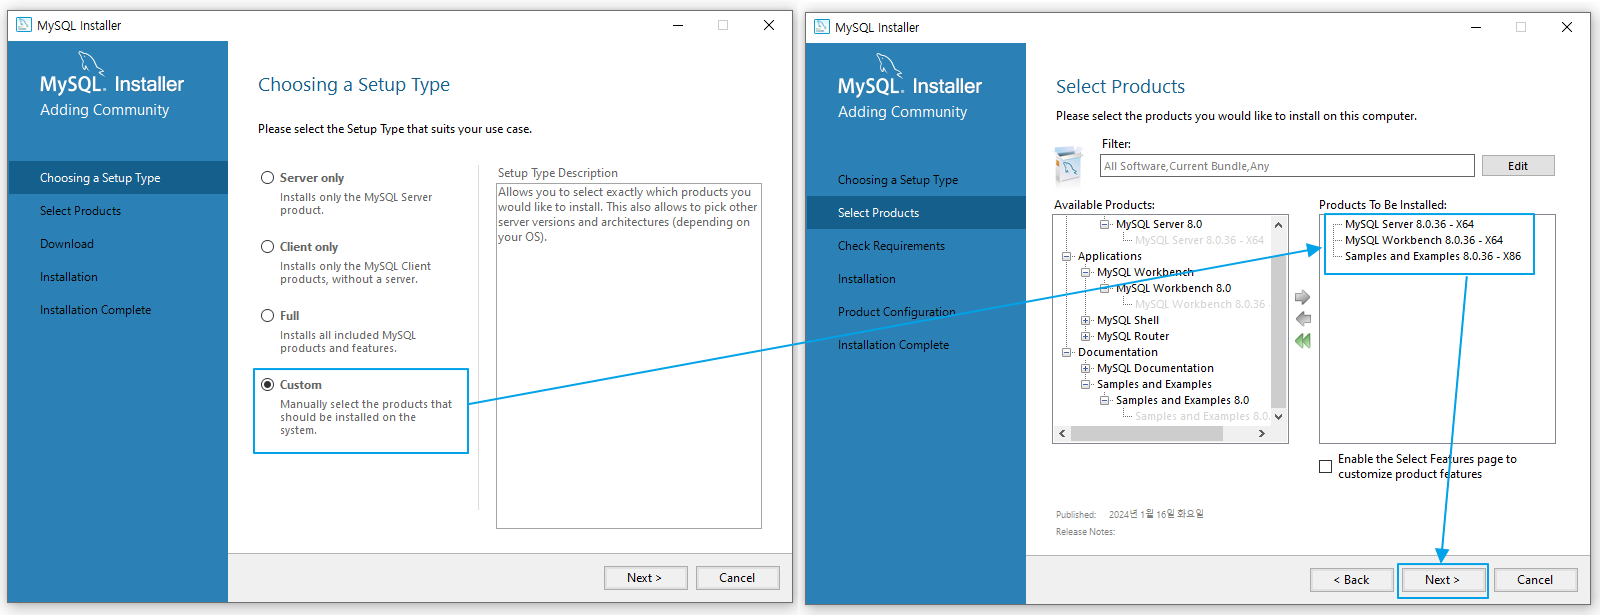 MySQL Installer
MySQL. Installer
Adding Community
Choosing a Setup Type
Select Products
Download
Installation
Installation Complete
Choosing a Setup Type
Please select the Setup Type that suits your use case.
Server only
Installs only the MySQL Server
product.
Client only
Installs only the MySQL Client
products, without a server.
Full
Installs all included MySQL
products and features.
Custom
Manually select the products that
should be installed on the
system.
Setup Type Description
Allows you to select exactly which products you
would like to install. This also allows to pick other
server versions and architectures (depending on
your OS).
Next >
Cancel
MySQL Installer
MySQL. Installer
Adding Community
Choosing a Setup Type
Select Products
Check Requirements
Installation
Product Configuration
Installation Complete
Select Products
Please select the products you would like to install on this computer.
Filter:
All Software,Current Bundle,Any
Edit
Available Products:
MySQL Server 8.0
MySQL Server 8.0.36 - X64
Applications
MySQL Workbench
MySQL Workbench 8.0
MySQL Workbench 8.0.36
MySQL Shell
MySQL Router
Documentation
MySQL Documentation
Samples and Examples
Samples and Examples 8.0
Samples and Examples 8.0.
Products To Be Installed:
MySQL Server 8.0.36 - X64
MySQL Workbench 8.0.36 - X64
Samples and Examples 8.0.36 - X86
Enable the Select Features page to
customize product features
Published: 2024년 1월 16일 화요일
Release Notes:
< Back
Next >
Cancel